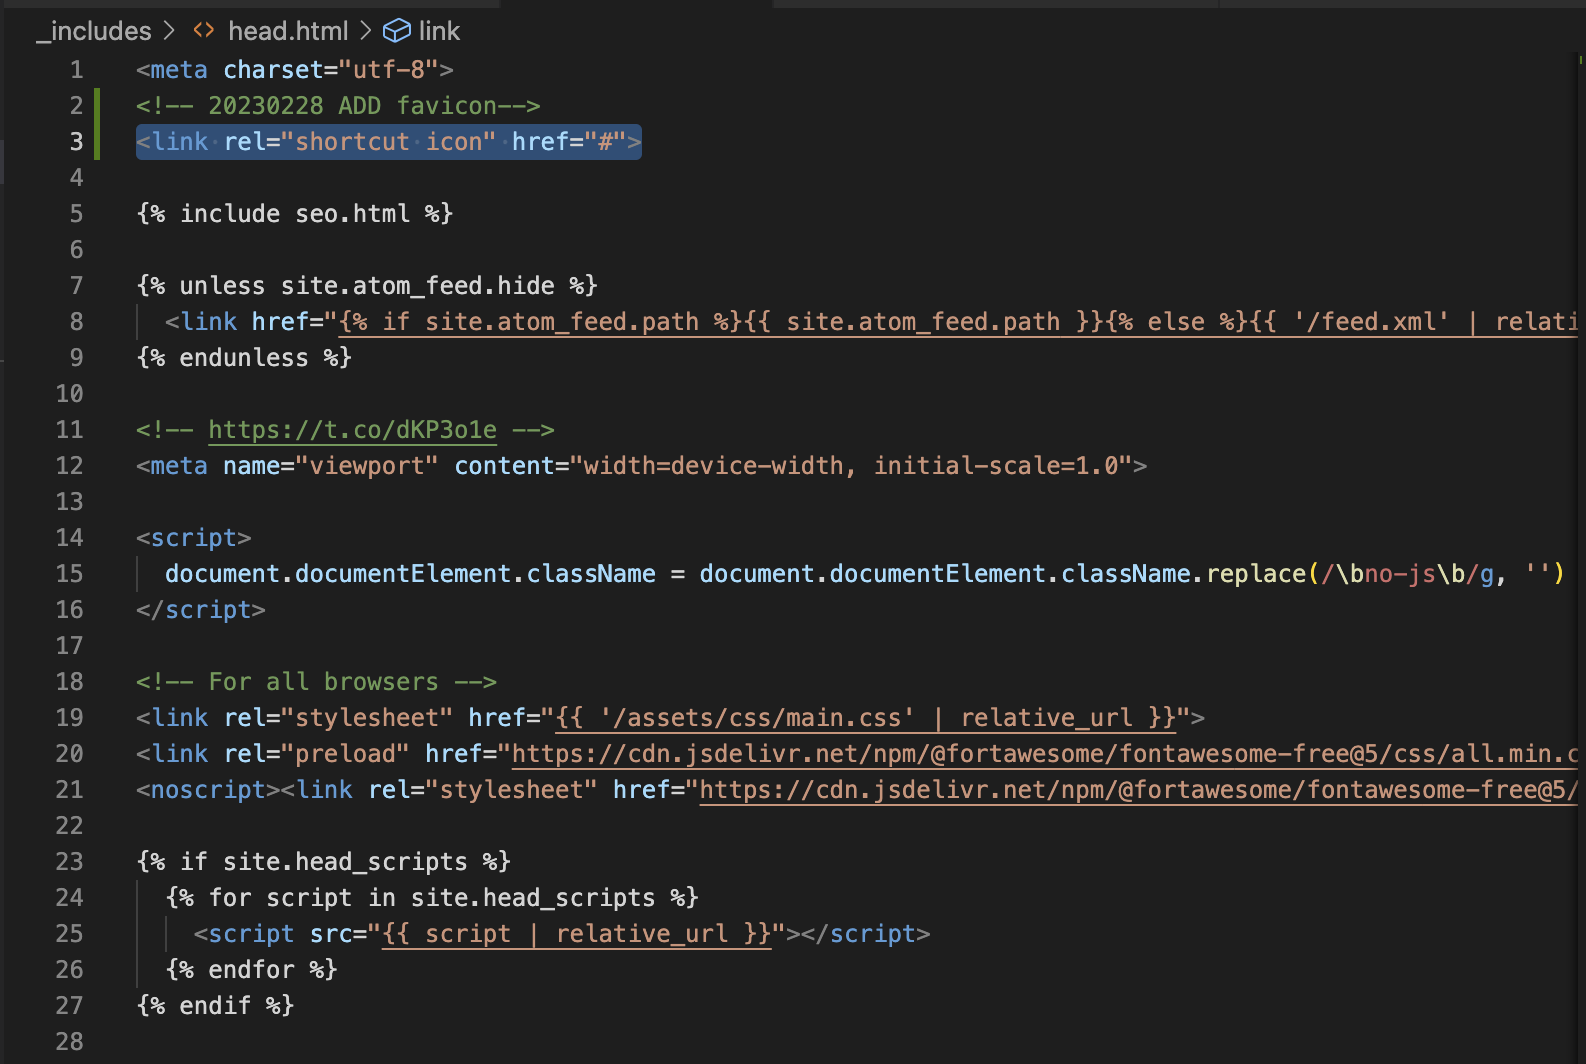 _includes > <> head.html > link
1 <meta charset="utf-8">
2 <!-- 20230228 ADD favicon-->
3 <link rel="shortcut icon" href="#">
4
5 {% include seo.html %}
6
7 {% unless site.atom_feed.hide %}
8 <link href="{% if site.atom_feed.path %}{{ site.atom_feed.path }}{% else %}{{ '/feed.xml' | relati
9 {% endunless %}
10
11 <!-- https://t.co/dKP3o1e -->
12 <meta name="viewport" content="width=device-width, initial-scale=1.0">
13
14 <script>
15 document.documentElement.className = document.documentElement.className.replace(/\bno-js\b/g, '')
16 </script>
17
18 <!-- For all browsers -->
19 <link rel="stylesheet" href="{{ '/assets/css/main.css' | relative_url }}">
20 <link rel="preload" href="https://cdn.jsdelivr.net/npm/@fortawesome/fontawesome-free@5/css/all.min.c
21 <noscript><link rel="stylesheet" href="https://cdn.jsdelivr.net/npm/@fortawesome/fontawesome-free@5/
22
23 {% if site.head_scripts %}
24 {% for script in site.head_scripts %}
25 <script src="{{ script | relative_url }}"></script>
26 {% endfor %}
27 {% endif %}
28